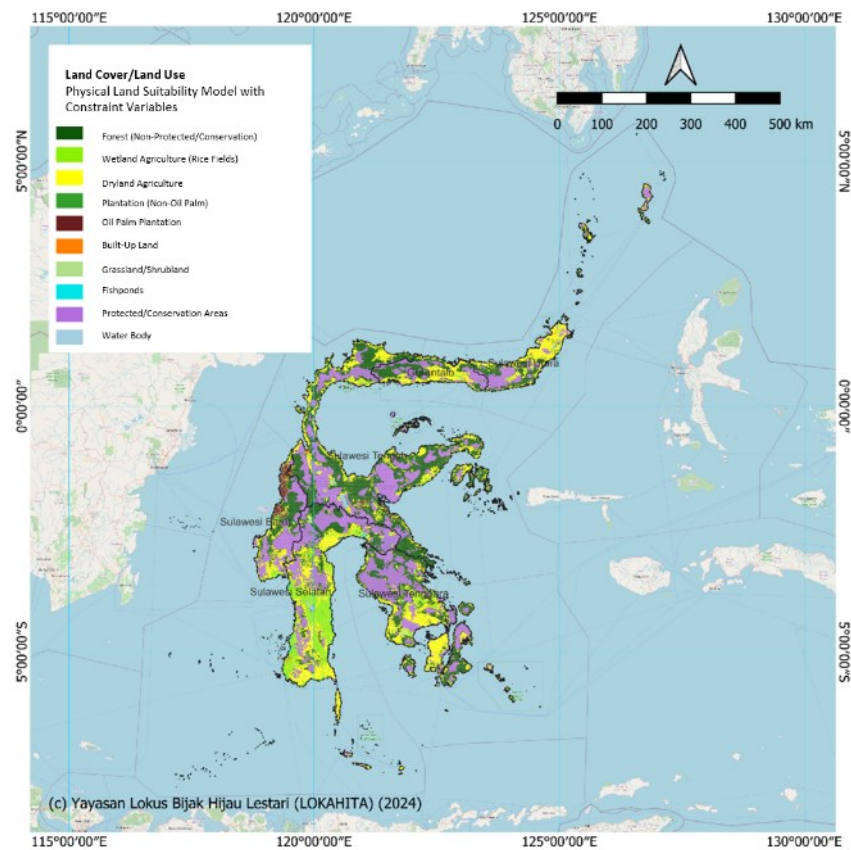 115°00'00"E 120°00'00"E 125°00'00"E 130°00'00"E
Land Cover/Land Use
Physical Land Suitability Model with
Constraint Variables
Forest (Non-Protected/Conservation)
Wetland Agriculture (Rice Fields)
Dryland Agriculture
Plantation (Non-Oil Palm)
Oil Palm Plantation
Built-Up Land
Grassland/Shrubland
Fishponds
Protected/Conservation Areas
Water Body
0 100 200 300 400 500 km
5°00'00"N
5°00'00"N
Gorontalo
0°00'00"
0°00'00"
Sulawesi Selatan
Sulawesi Tenggara
5°00'00"S
5°00'00"S
(c) Yayasan Lokus Bijak Hijau Lestari (LOKAHITA) (2024)
115°00'00"E 120°00'00"E 125°00'00"E 130°00'00"E